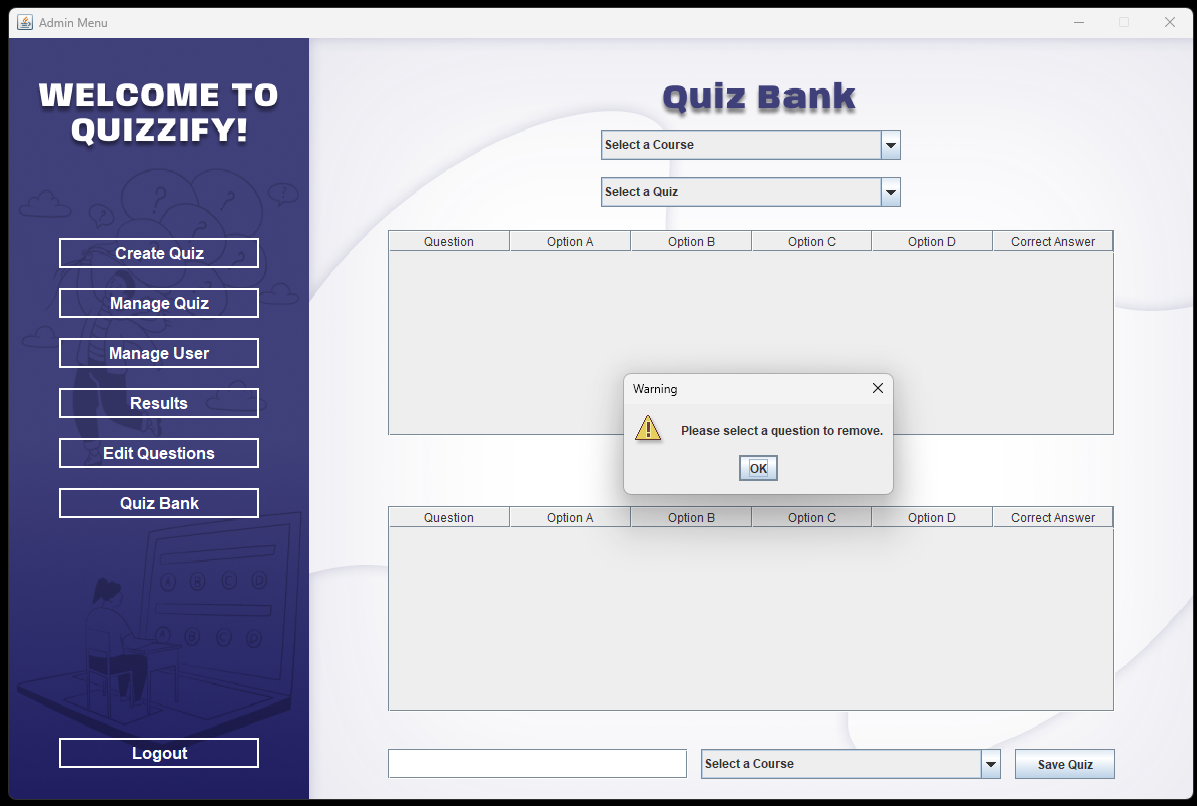 Admin Menu
WELCOME TO
QUIZZIFY!
Create Quiz
Manage Quiz
Manage User
Results
Edit Questions
Quiz Bank
Logout
Quiz Bank
Select a Course
Select a Quiz
Question Option A Option B Option C Option D Correct Answer
Warning
Please select a question to remove.
OK
Question Option A Option B Option C Option D Correct Answer
Select a Course
Save Quiz